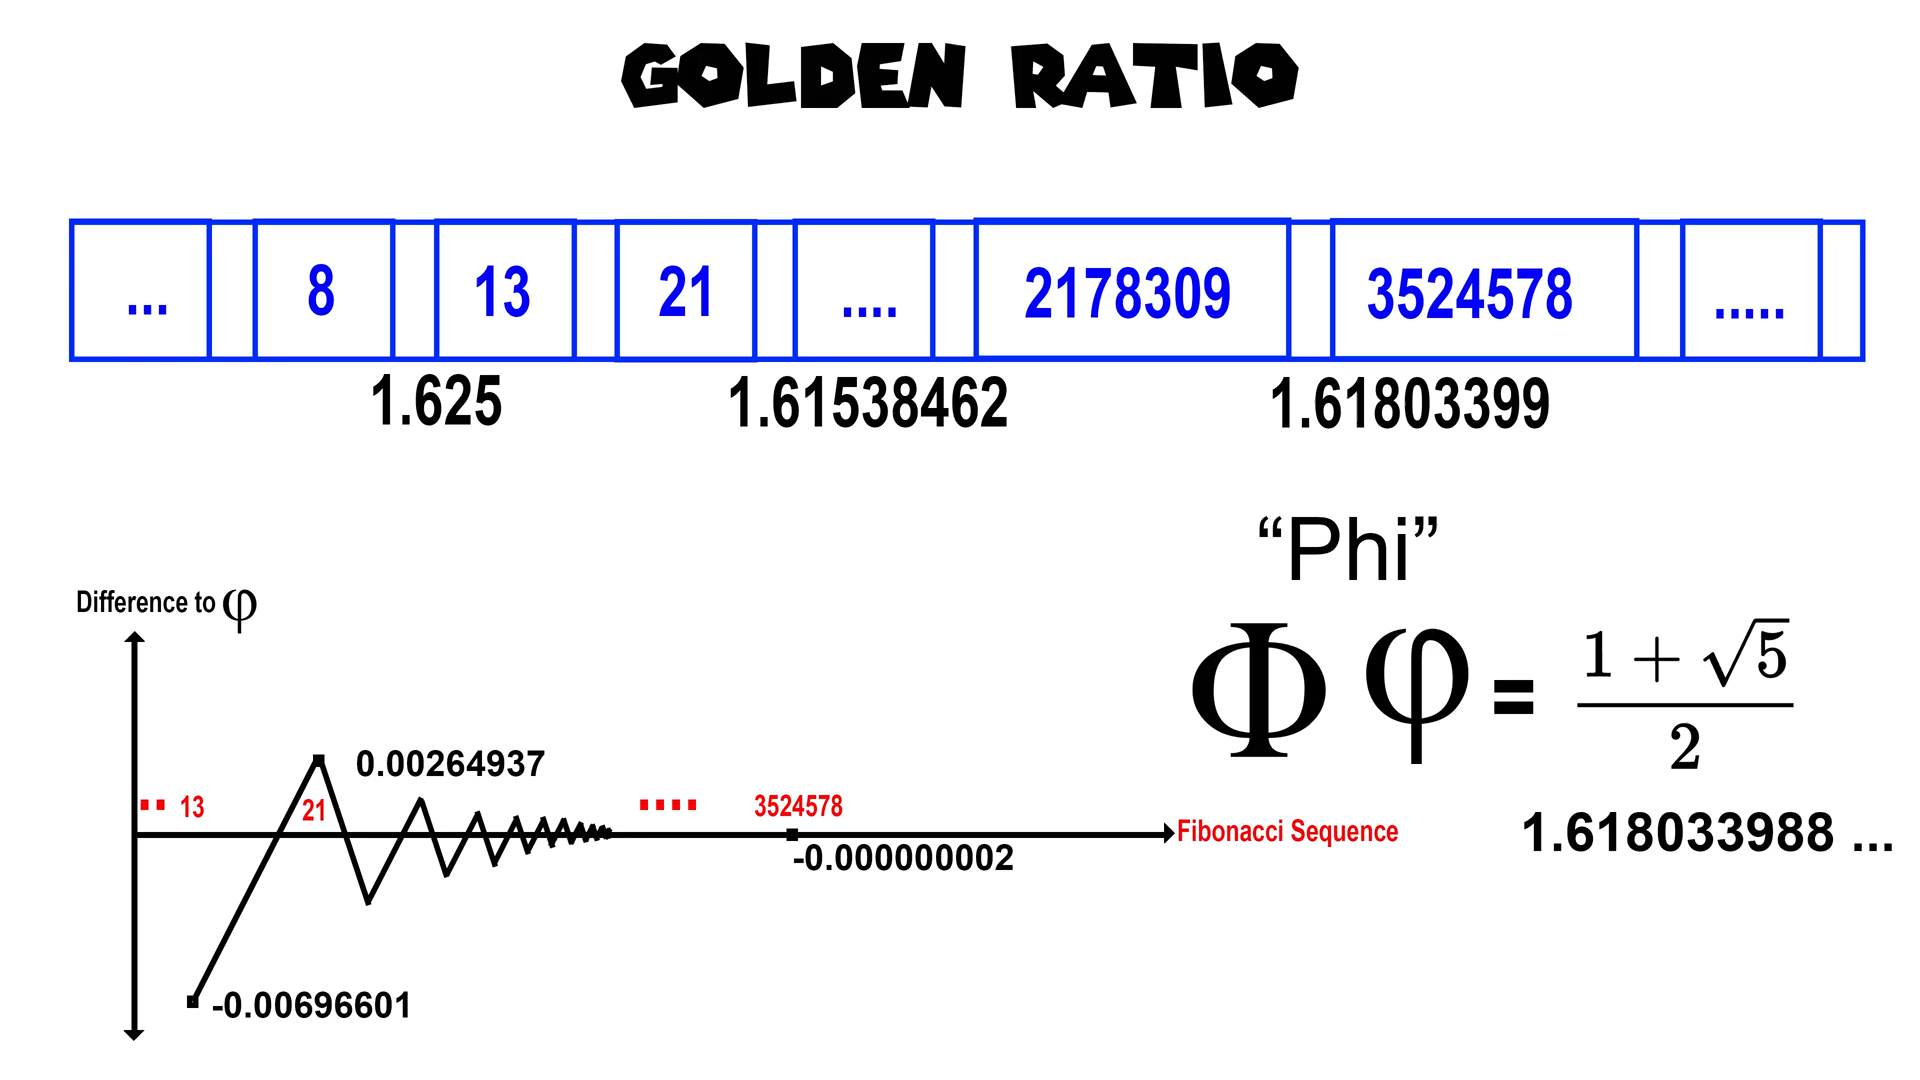 GOLDEN RATIO
... 8 13 21 .... 2178309 3524578 .....
1.625 1.61538462 1.61803399
“Phi”
Φ φ = 1 + √5 / 2
1.618033988 ...
Difference to φ
0.00264937
.. 13 21 .... 3524578
Fibonacci Sequence
-0.000000002
-0.00696601